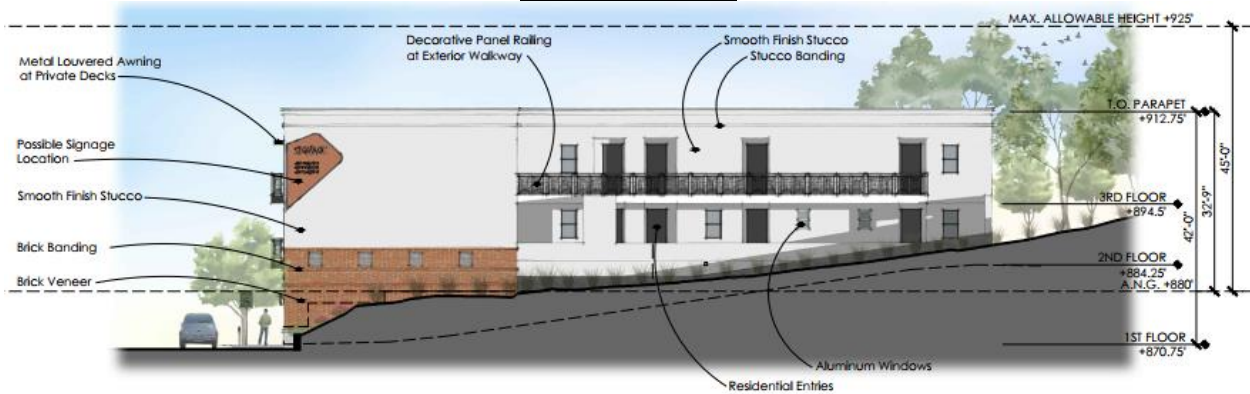 MAX. ALLOWABLE HEIGHT +925'
Metal Louvered Awning
at Private Decks
Decorative Panel Railing
at Exterior Walkway
Smooth Finish Stucco
Stucco Banding
T.O. PARAPET
+912.75'
Possible Signage
Location
SIGNAGE
Smooth Finish Stucco
3RD FLOOR
+894.5'
45'-0"
32'-9"
42'-0"
Brick Banding
Brick Veneer
2ND FLOOR
+884.25'
A.N.G. +880'
1ST FLOOR
+870.75'
Aluminum Windows
Residential Entries